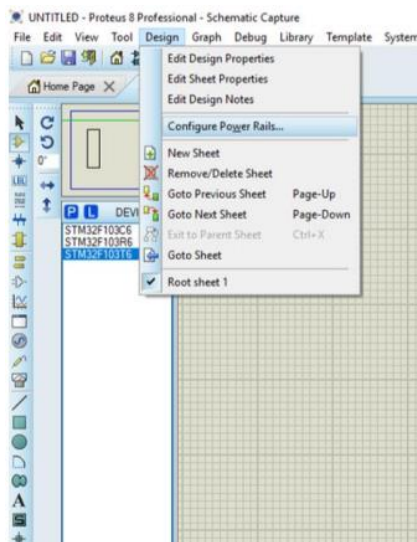 UNTITLED - Proteus 8 Professional - Schematic Capture
File Edit View Tool Design Graph Debug Library Template System
Home Page
Edit Design Properties
Edit Sheet Properties
Edit Design Notes
Configure Power Rails...
New Sheet
Remove/Delete Sheet
Goto Previous Sheet Page-Up
Goto Next Sheet Page-Down
Exit to Parent Sheet Ctrl+X
Goto Sheet
Root sheet 1
0°
LBL
P L DEVI
STM32F103C6
STM32F103R6
STM32F103T6
A
S